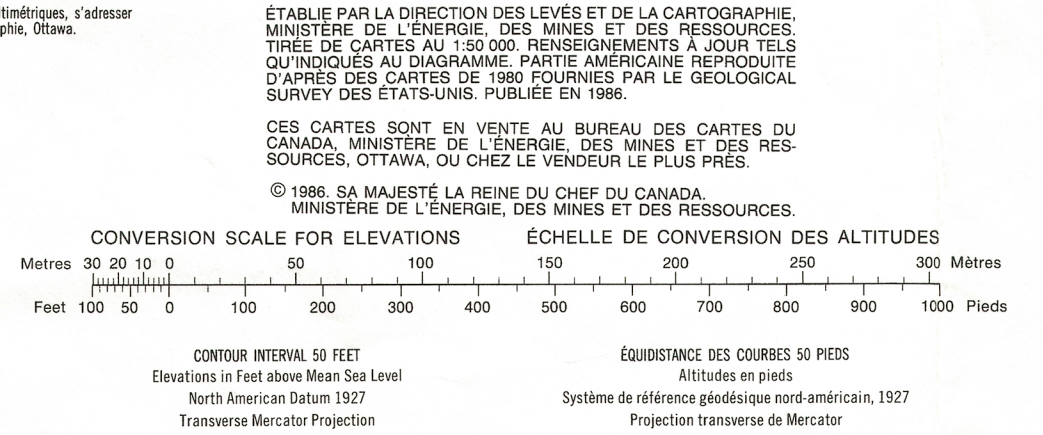 timétriques, s'adresser
phie, Ottawa.
ÉTABLIE PAR LA DIRECTION DES LEVÉS ET DE LA CARTOGRAPHIE,
MINISTÈRE DE L'ÉNERGIE, DES MINES ET DES RESSOURCES.
TIRÉE DE CARTES AU 1:50 000. RENSEIGNEMENTS À JOUR TELS
QU'INDIQUÉS AU DIAGRAMME. PARTIE AMÉRICAINE REPRODUITE
D'APRÈS DES CARTES DE 1980 FOURNIES PAR LE GEOLOGICAL
SURVEY DES ÉTATS-UNIS. PUBLIÉE EN 1986.
CES CARTES SONT EN VENTE AU BUREAU DES CARTES DU
CANADA, MINISTÈRE DE L'ÉNERGIE, DES MINES ET DES RES-
SOURCES, OTTAWA, OU CHEZ LE VENDEUR LE PLUS PRÈS.
© 1986. SA MAJESTÉ LA REINE DU CHEF DU CANADA.
MINISTÈRE DE L'ÉNERGIE, DES MINES ET DES RESSOURCES.
CONVERSION SCALE FOR ELEVATIONS ÉCHELLE DE CONVERSION DES ALTITUDES
Metres 30 20 10 0 50 100 150 200 250 300 Mètres
Feet 100 50 0 100 200 300 400 500 600 700 800 900 1000 Pieds
CONTOUR INTERVAL 50 FEET
Elevations in Feet above Mean Sea Level
North American Datum 1927
Transverse Mercator Projection
ÉQUIDISTANCE DES COURBES 50 PIEDS
Altitudes en pieds
Système de référence géodésique nord-américain, 1927
Projection transverse de Mercator